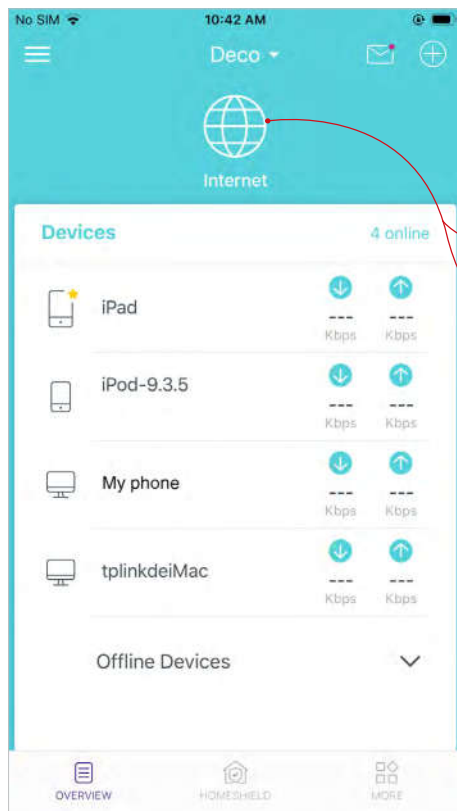 No SIM 10:42 AM
Deco
Internet
Devices 4 online
iPad
--- ---
Kbps Kbps
iPod-9.3.5
--- ---
Kbps Kbps
My phone
--- ---
Kbps Kbps
tplinkdeiMac
--- ---
Kbps Kbps
Offline Devices
OVERVIEW HOMESHIELD MORE